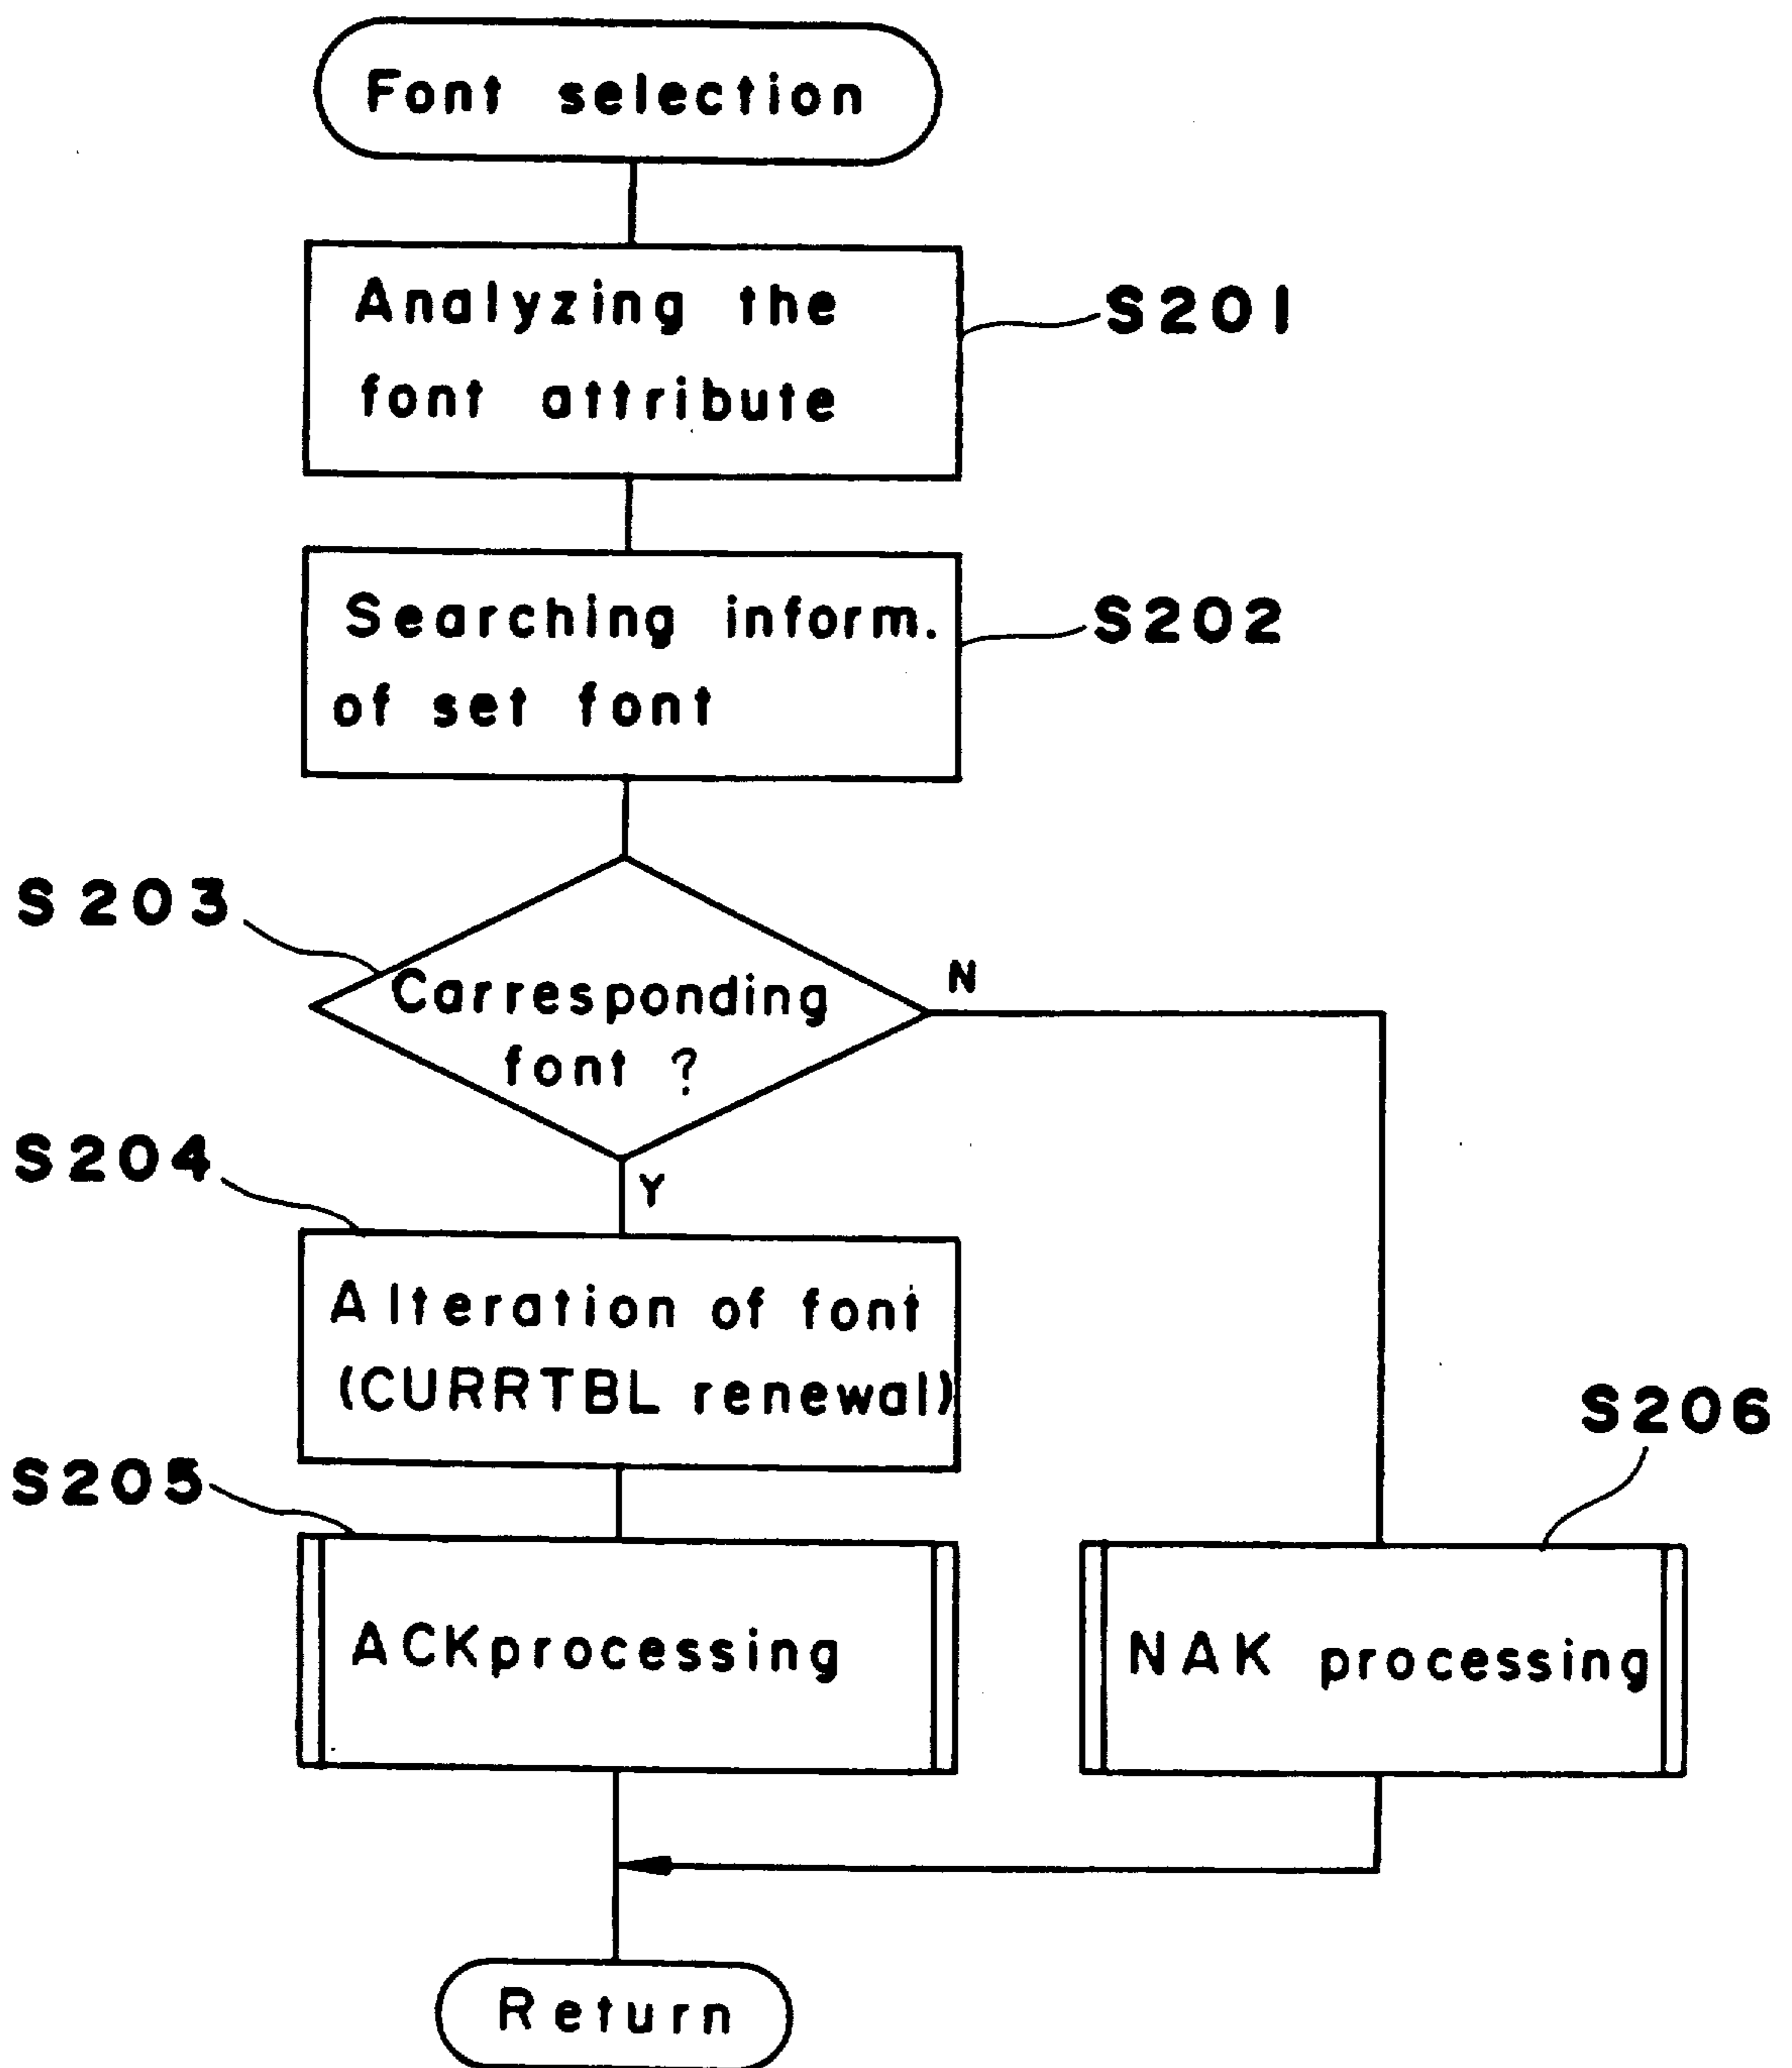 Font selection
Analyzing the
font attribute
S201
Searching inform.
of set font
S202
S203
Carresponding
font ?
N
Y
S204
Alteration of font
(CURRTBL renewal)
S205
ACKprocessing
S206
NAK processing
Return